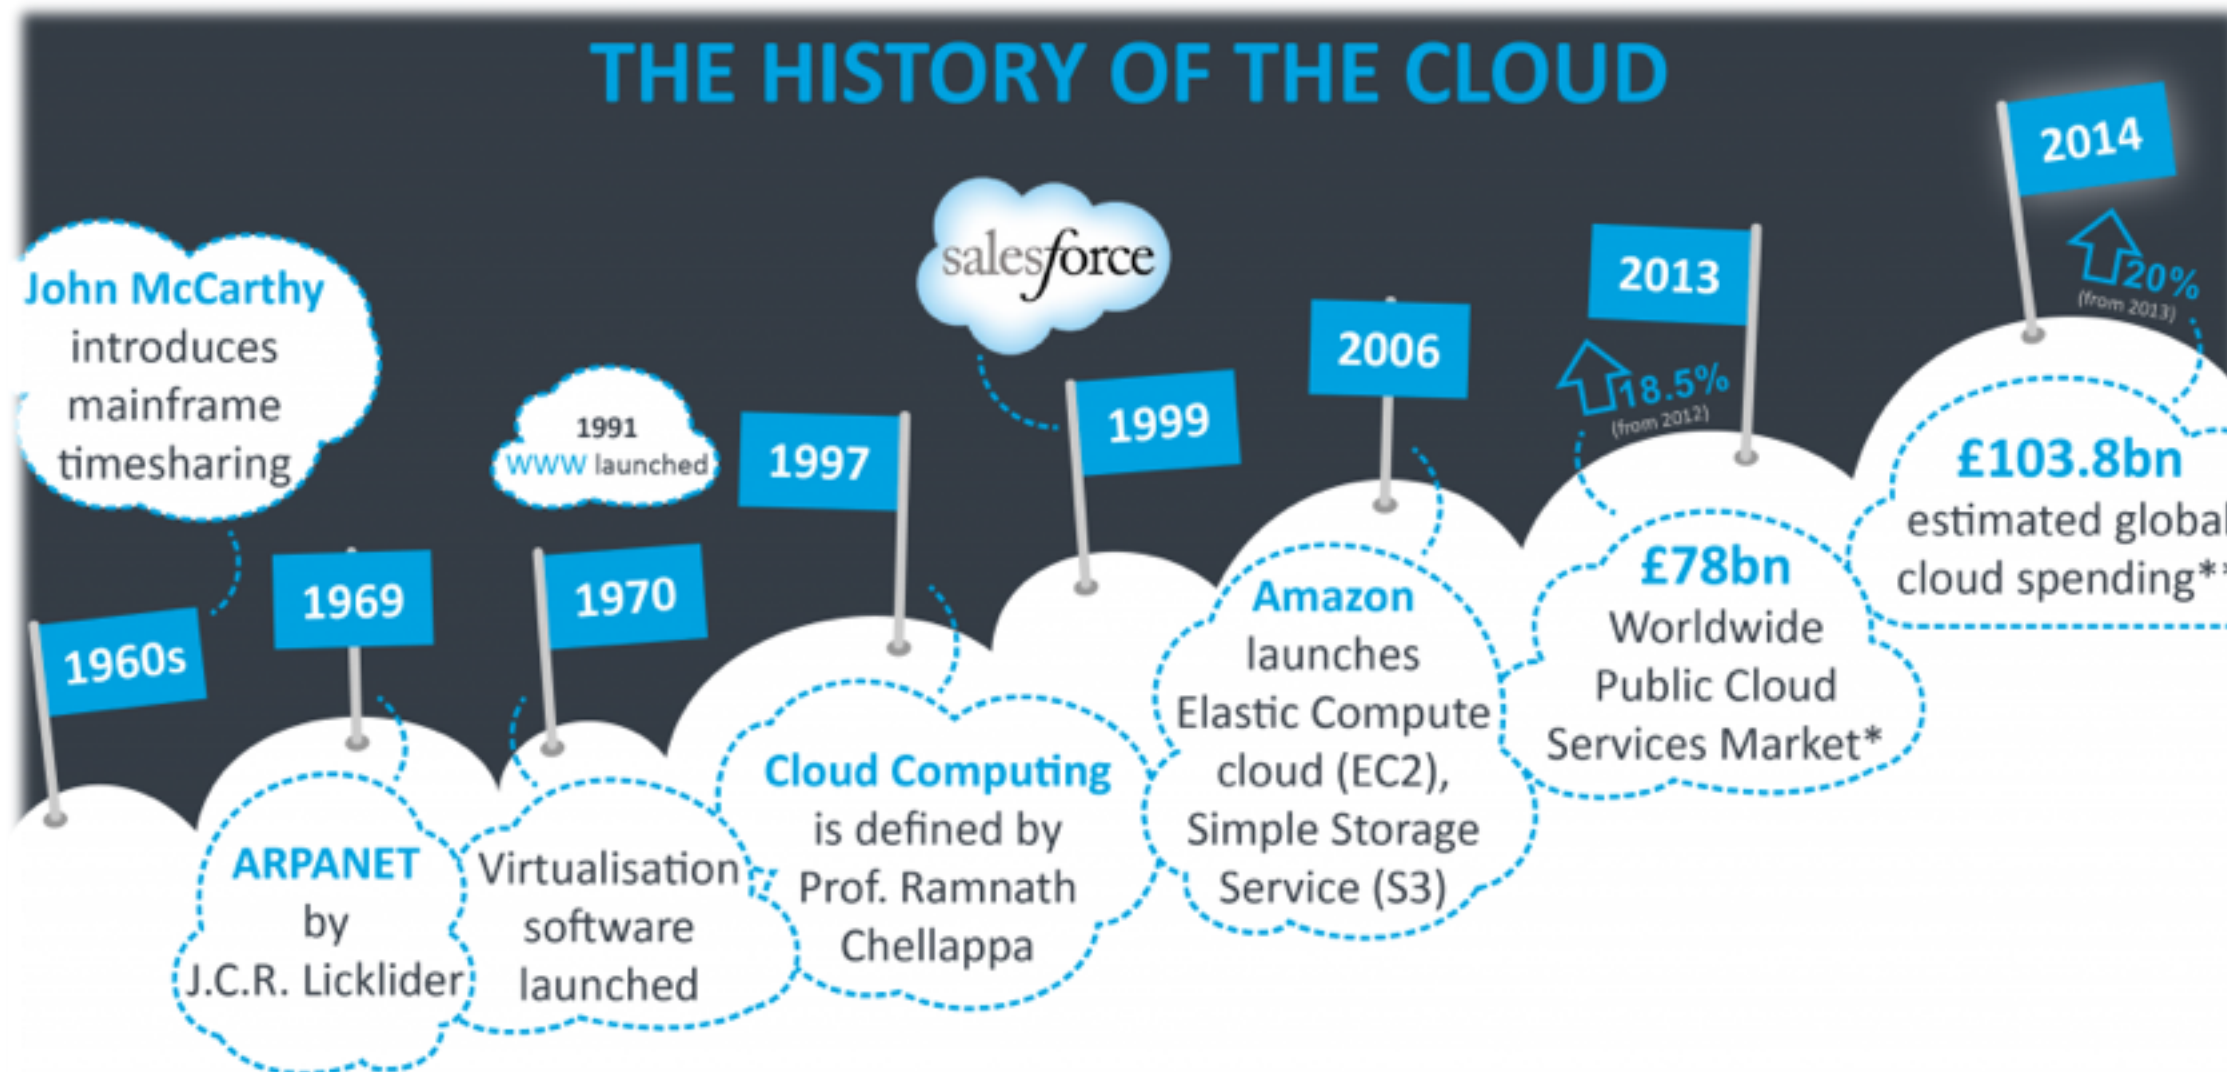 THE HISTORY OF THE CLOUD
John McCarthy
introduces
mainframe
timesharing
1960s
1969
ARPANET
by
J.C.R. Licklider
1970
Virtualisation
software
launched
1991
WWW launched
1997
Cloud Computing
is defined by
Prof. Ramnath
Chellappa
salesforce
1999
2006
Amazon
launches
Elastic Compute
cloud (EC2),
Simple Storage
Service (S3)
2013
18.5%
(from 2012)
£78bn
Worldwide
Public Cloud
Services Market*
2014
20%
(from 2013)
£103.8bn
estimated global
cloud spending**